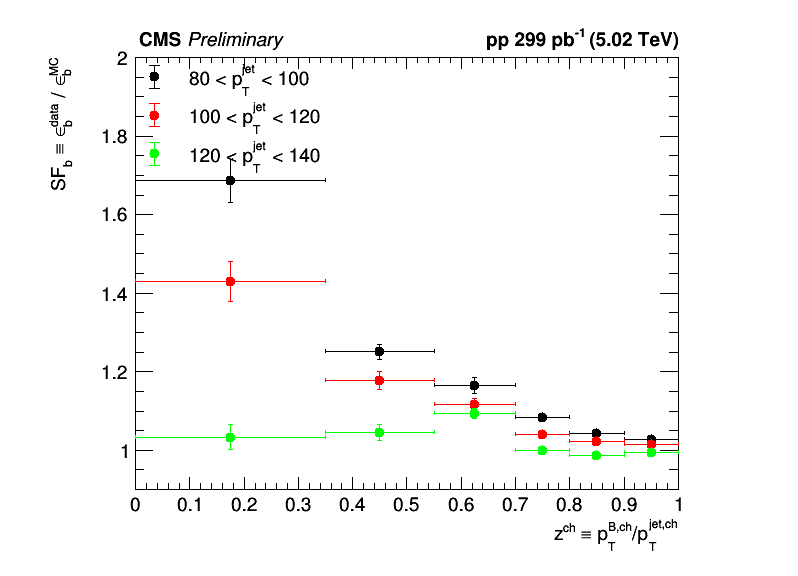 CMS Preliminary pp 299 pb⁻¹ (5.02 TeV)
SF_b ≡ ε_b^data / ε_b^MC
80 < p_T^jet < 100
100 < p_T^jet < 120
120 < p_T^jet < 140
2
1.8
1.6
1.4
1.2
1
0 0.1 0.2 0.3 0.4 0.5 0.6 0.7 0.8 0.9 1
z^ch ≡ p_T^B,ch/p_T^jet,ch